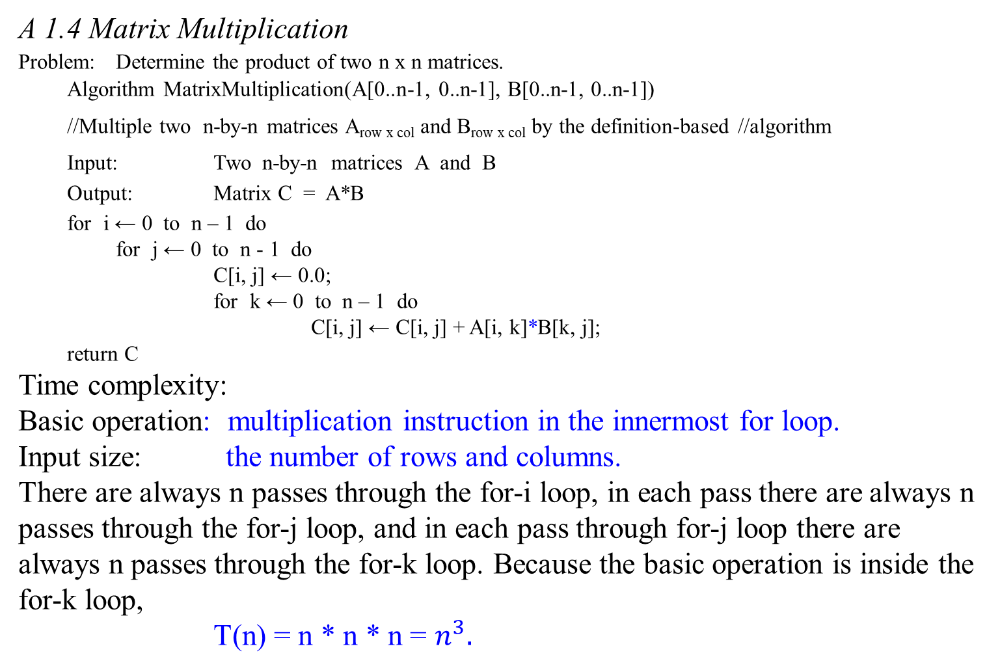 A 1.4 Matrix Multiplication
Problem: Determine the product of two n x n matrices.
Algorithm MatrixMultiplication(A[0..n-1, 0..n-1], B[0..n-1, 0..n-1])
//Multiple two n-by-n matrices A_row x col and B_row x col by the definition-based //algorithm
Input: Two n-by-n matrices A and B
Output: Matrix C = A*B
for i ← 0 to n – 1 do
for j ← 0 to n - 1 do
C[i, j] ← 0.0;
for k ← 0 to n – 1 do
C[i, j] ← C[i, j] + A[i, k]*B[k, j];
return C
Time complexity:
Basic operation: multiplication instruction in the innermost for loop.
Input size: the number of rows and columns.
There are always n passes through the for-i loop, in each pass there are always n
passes through the for-j loop, and in each pass through for-j loop there are
always n passes through the for-k loop. Because the basic operation is inside the
for-k loop,
T(n) = n * n * n = n³.